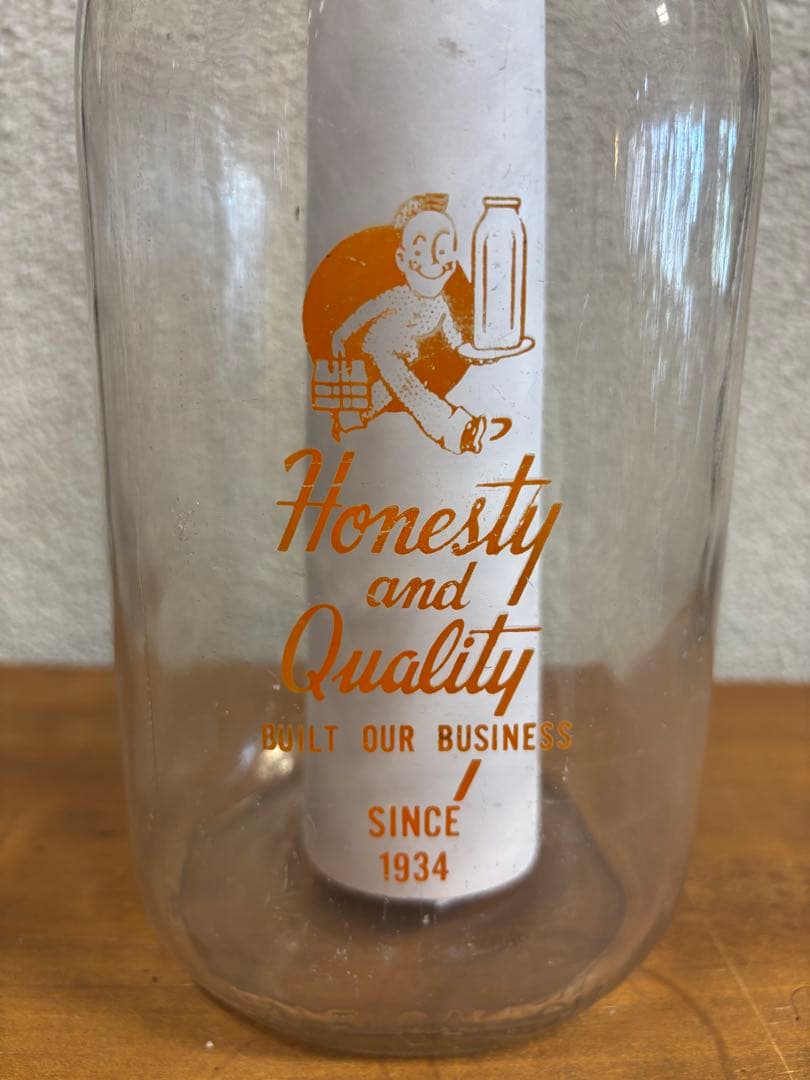 Honesty
and
Quality
BUILT OUR BUSINESS
SINCE
1934